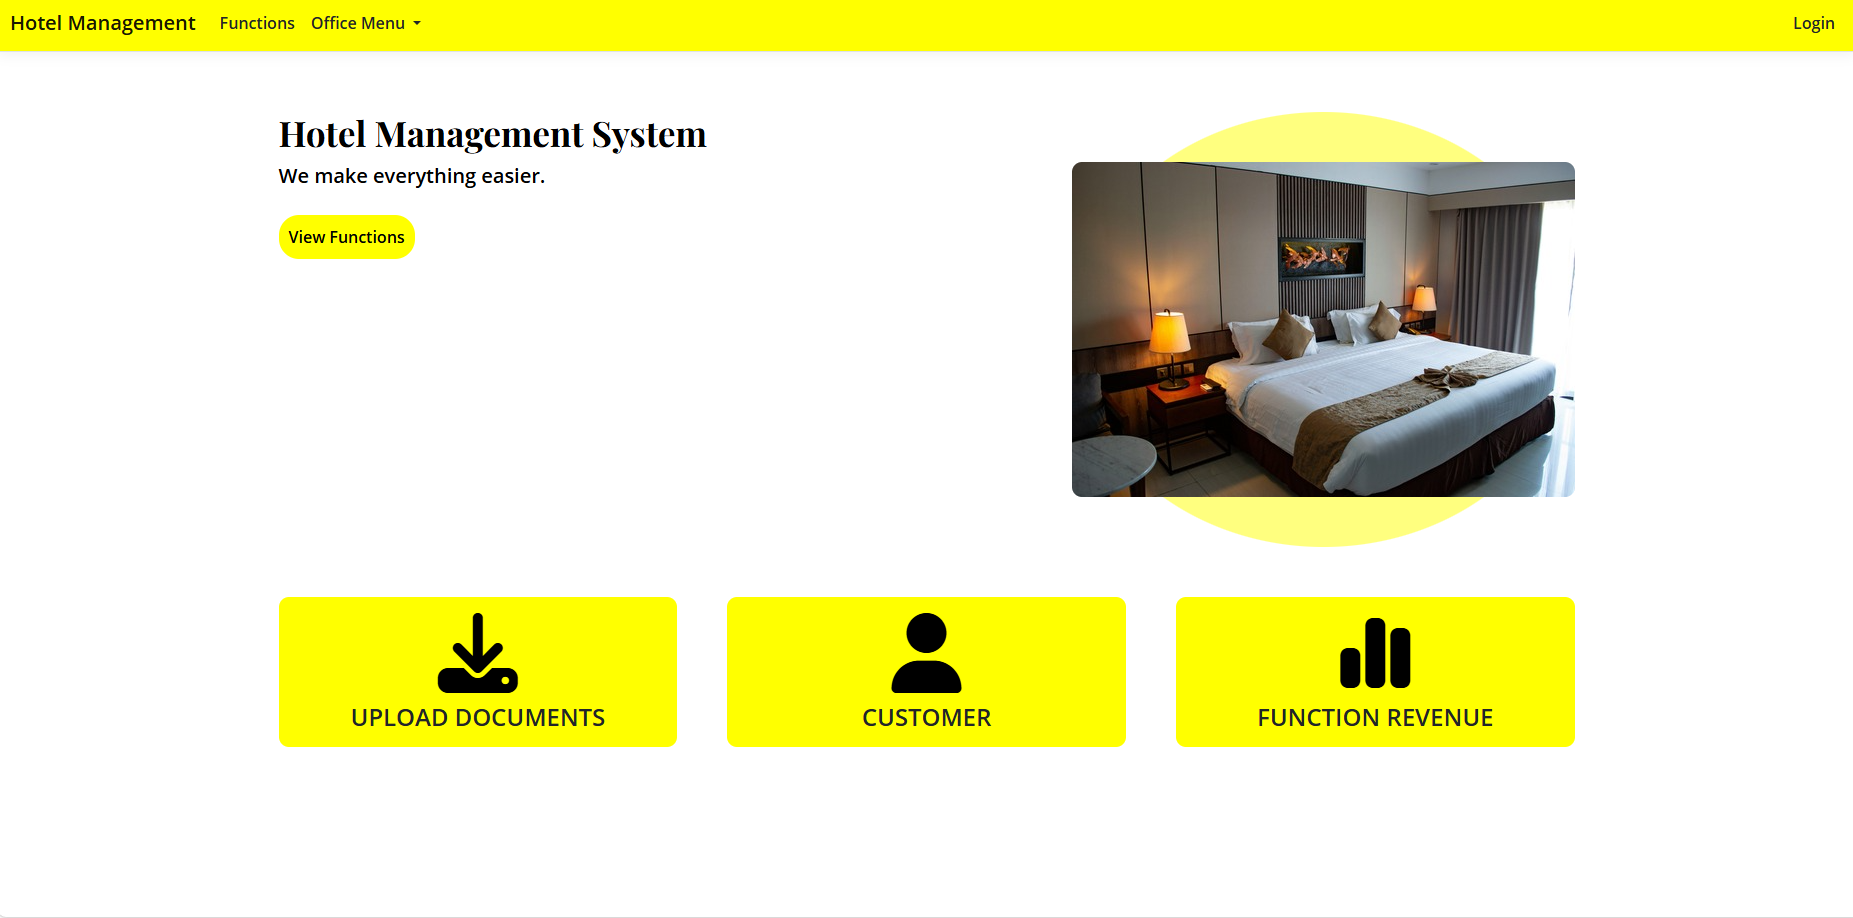 Hotel Management Functions Office Menu Login
Hotel Management System
We make everything easier.
View Functions
UPLOAD DOCUMENTS
CUSTOMER
FUNCTION REVENUE